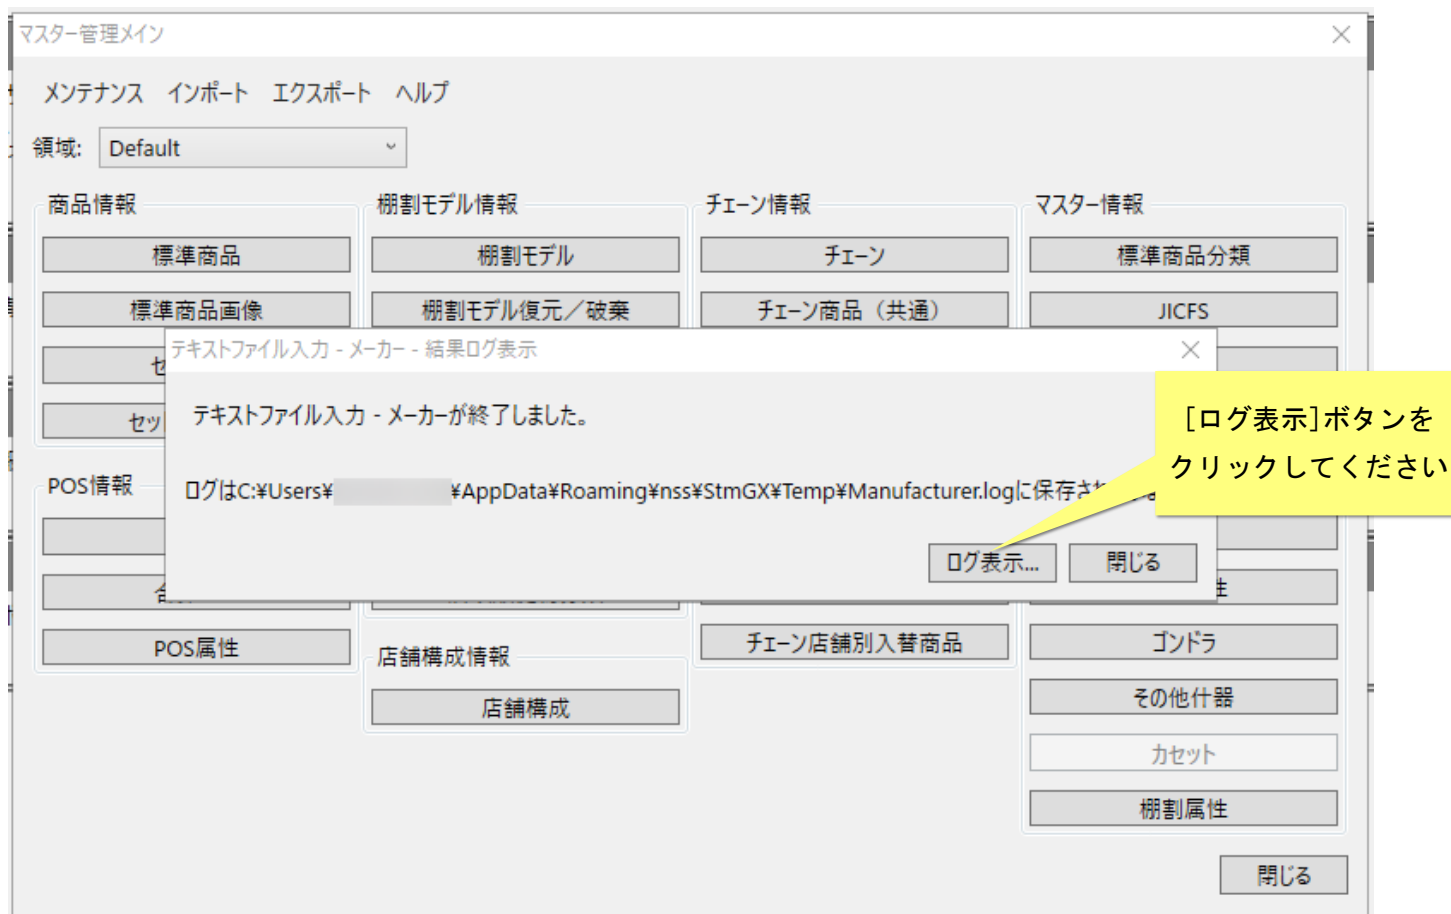 マスター管理メイン
メンテナンス インポート エクスポート ヘルプ
領域: Default
商品情報
標準商品
標準商品画像
セ
セッ
棚割モデル情報
棚割モデル
棚割モデル復元／破棄
チェーン情報
チェーン
チェーン商品（共通）
マスター情報
標準商品分類
JICFS
テキストファイル入力 - メーカー - 結果ログ表示
テキストファイル入力 - メーカーが終了しました。
ログはC:¥Users¥ ¥AppData¥Roaming¥nss¥StmGX¥Temp¥Manufacturer.logに保存さ
ログ表示... 閉じる
[ログ表示]ボタンを
クリックしてください
POS情報
POS属性
店舗構成情報
店舗構成
チェーン店舗別入替商品
性
ゴンドラ
その他什器
カセット
棚割属性
閉じる